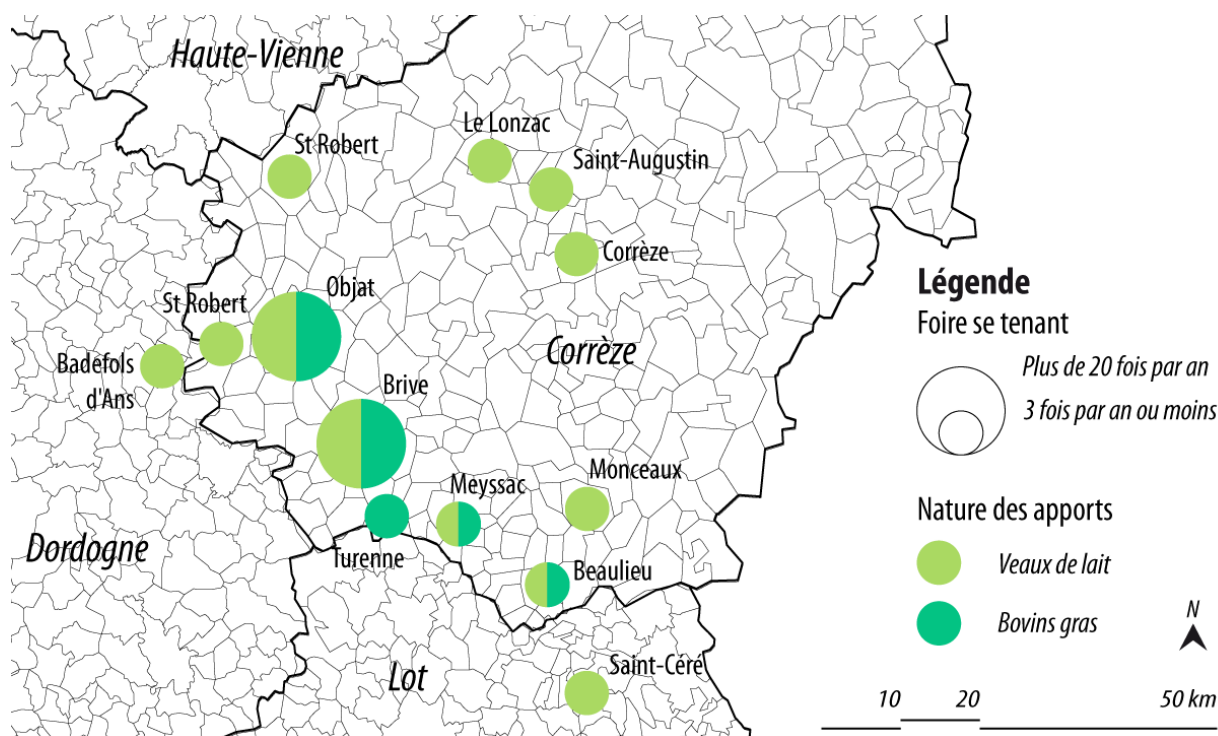 Haute-Vienne
St Robert
Le Lonzac
Saint-Augustin
Corrèze
Objat
St Robert
Badefols
d'Ans
Corrèze
Brive
Monceaux
Meyssac
Turenne
Beaulieu
Dordogne
Lot
Saint-Céré
Légende
Foire se tenant
Plus de 20 fois par an
3 fois par an ou moins
Nature des apports
Veaux de lait
Bovins gras
N
10 20 50 km